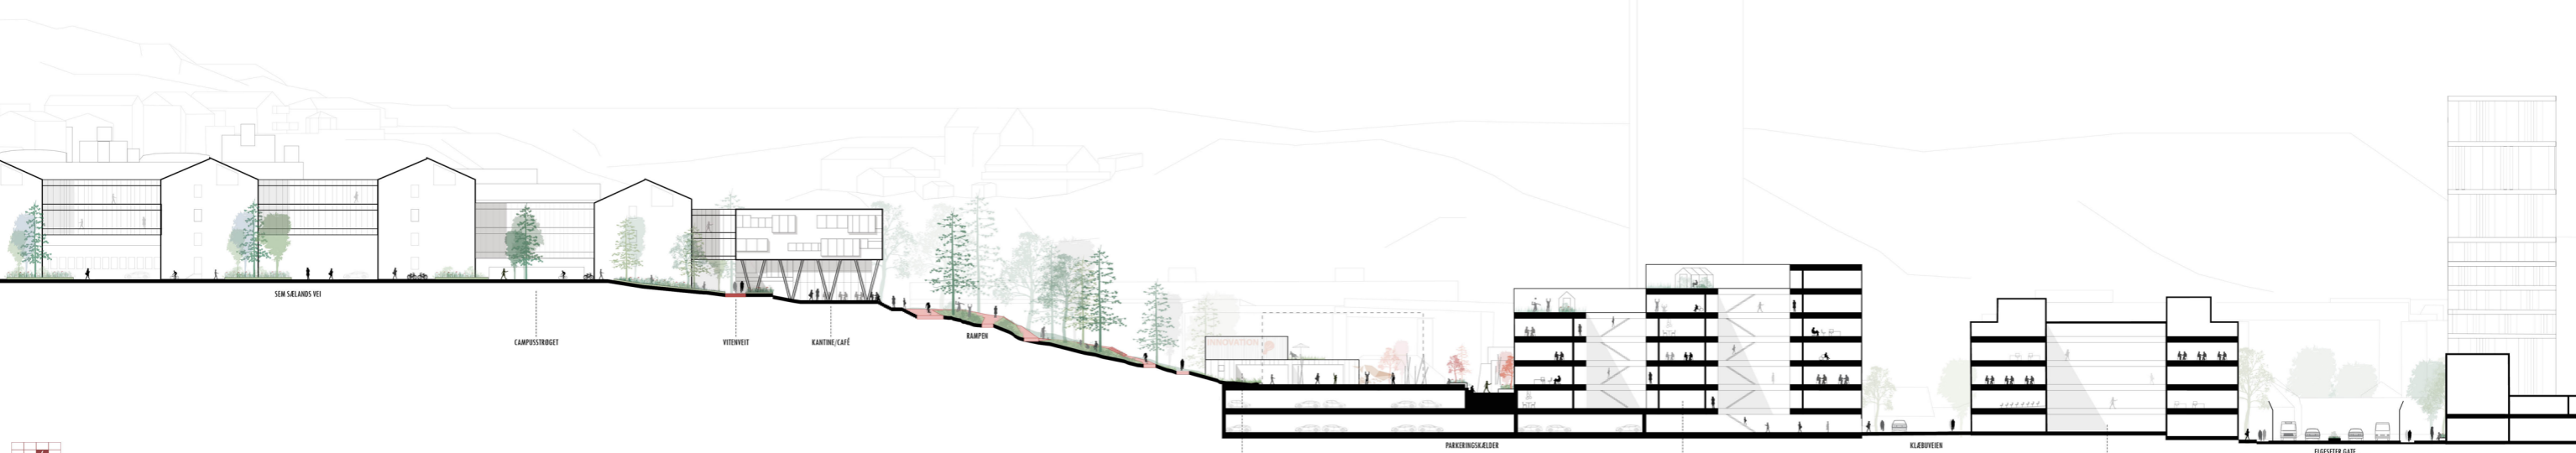 INNOVATION
SEM SÆLANDS VEI
CAMPUSSTRØGET
VITENVEIT
KANTINE/CAFÉ
RAMPEN
PARKERINGSKÆLDER
KLÆBUVEIEN
ELGESETER GATE